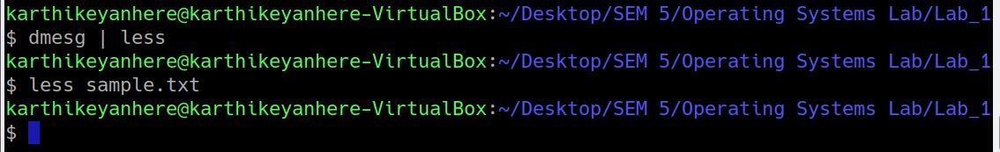 karthikeyanhere@karthikeyanhere-VirtualBox:~/Desktop/SEM 5/Operating Systems Lab/Lab_1
$ dmesg | less
karthikeyanhere@karthikeyanhere-VirtualBox:~/Desktop/SEM 5/Operating Systems Lab/Lab_1
$ less sample.txt
karthikeyanhere@karthikeyanhere-VirtualBox:~/Desktop/SEM 5/Operating Systems Lab/Lab_1
$